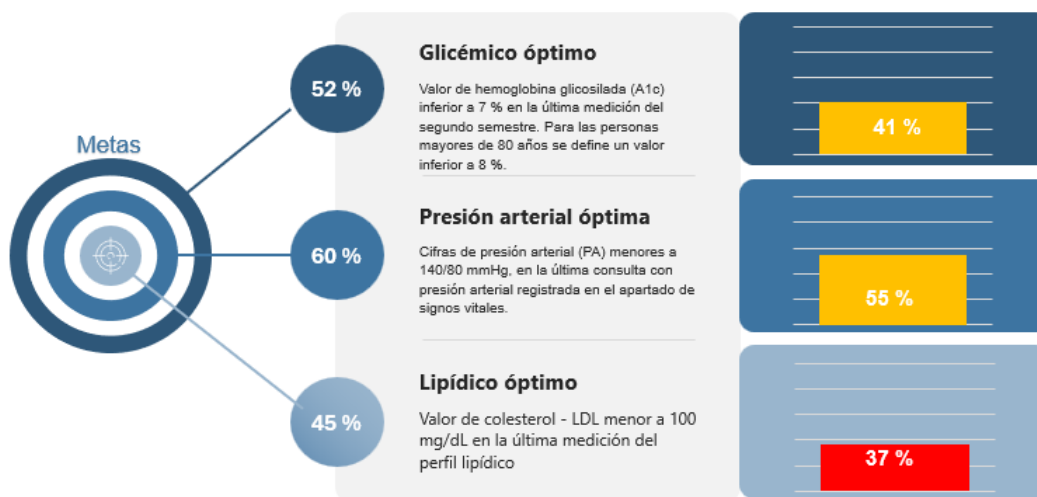 Metas
52 %
Glicémico óptimo
Valor de hemoglobina glicosilada (A1c)
inferior a 7 % en la última medición del
segundo semestre. Para las personas
mayores de 80 años se define un valor
inferior a 8 %.
41 %
60 %
Presión arterial óptima
Cifras de presión arterial (PA) menores a
140/80 mmHg, en la última consulta con
presión arterial registrada en el apartado de
signos vitales.
55 %
45 %
Lipídico óptimo
Valor de colesterol - LDL menor a 100
mg/dL en la última medición del
perfil lipídico
37 %